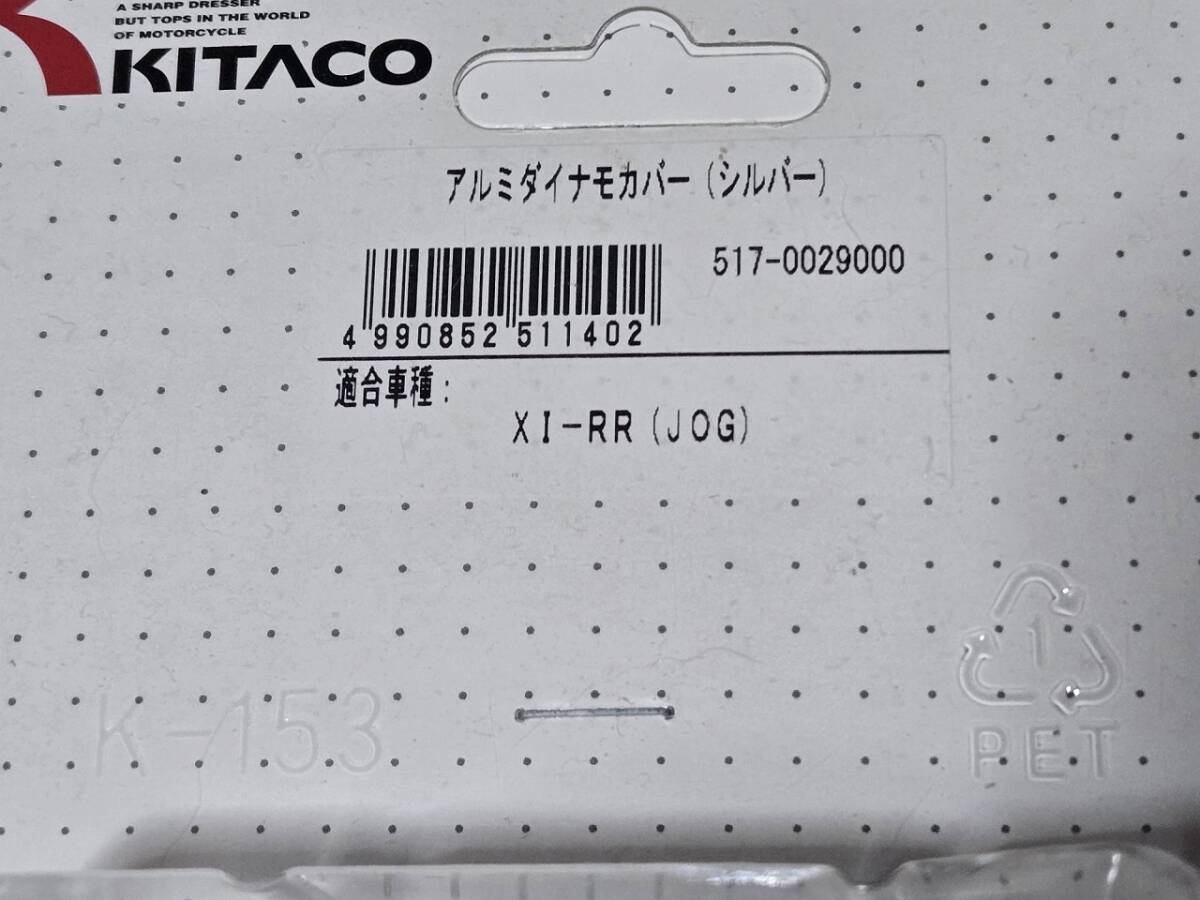 A SHARP DRESSER
BUT TOPS IN THE WORLD
OF MOTORCYCLE
KITACO
アルミダイナモカバー(シルバー)
517-0029000
4 990852 511402
適合車種:
XI-RR(JOG)
K-153
1
PET